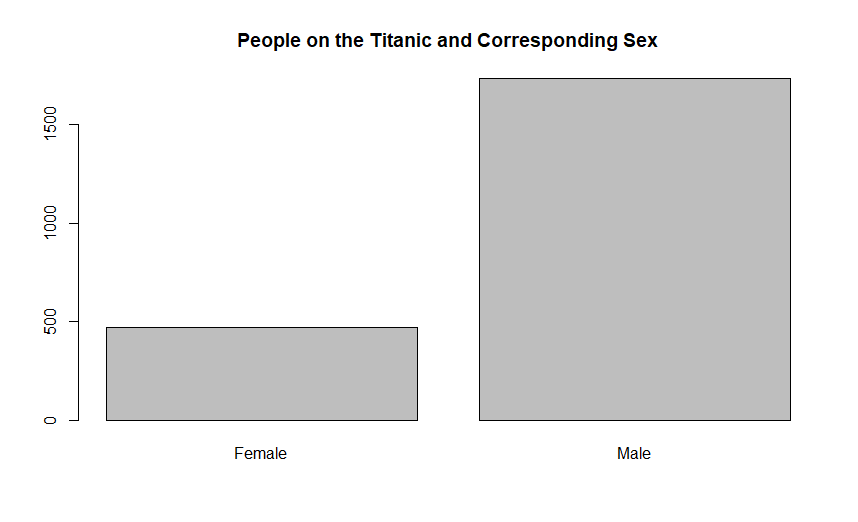 People on the Titanic and Corresponding Sex
1500
1000
500
0
Female Male